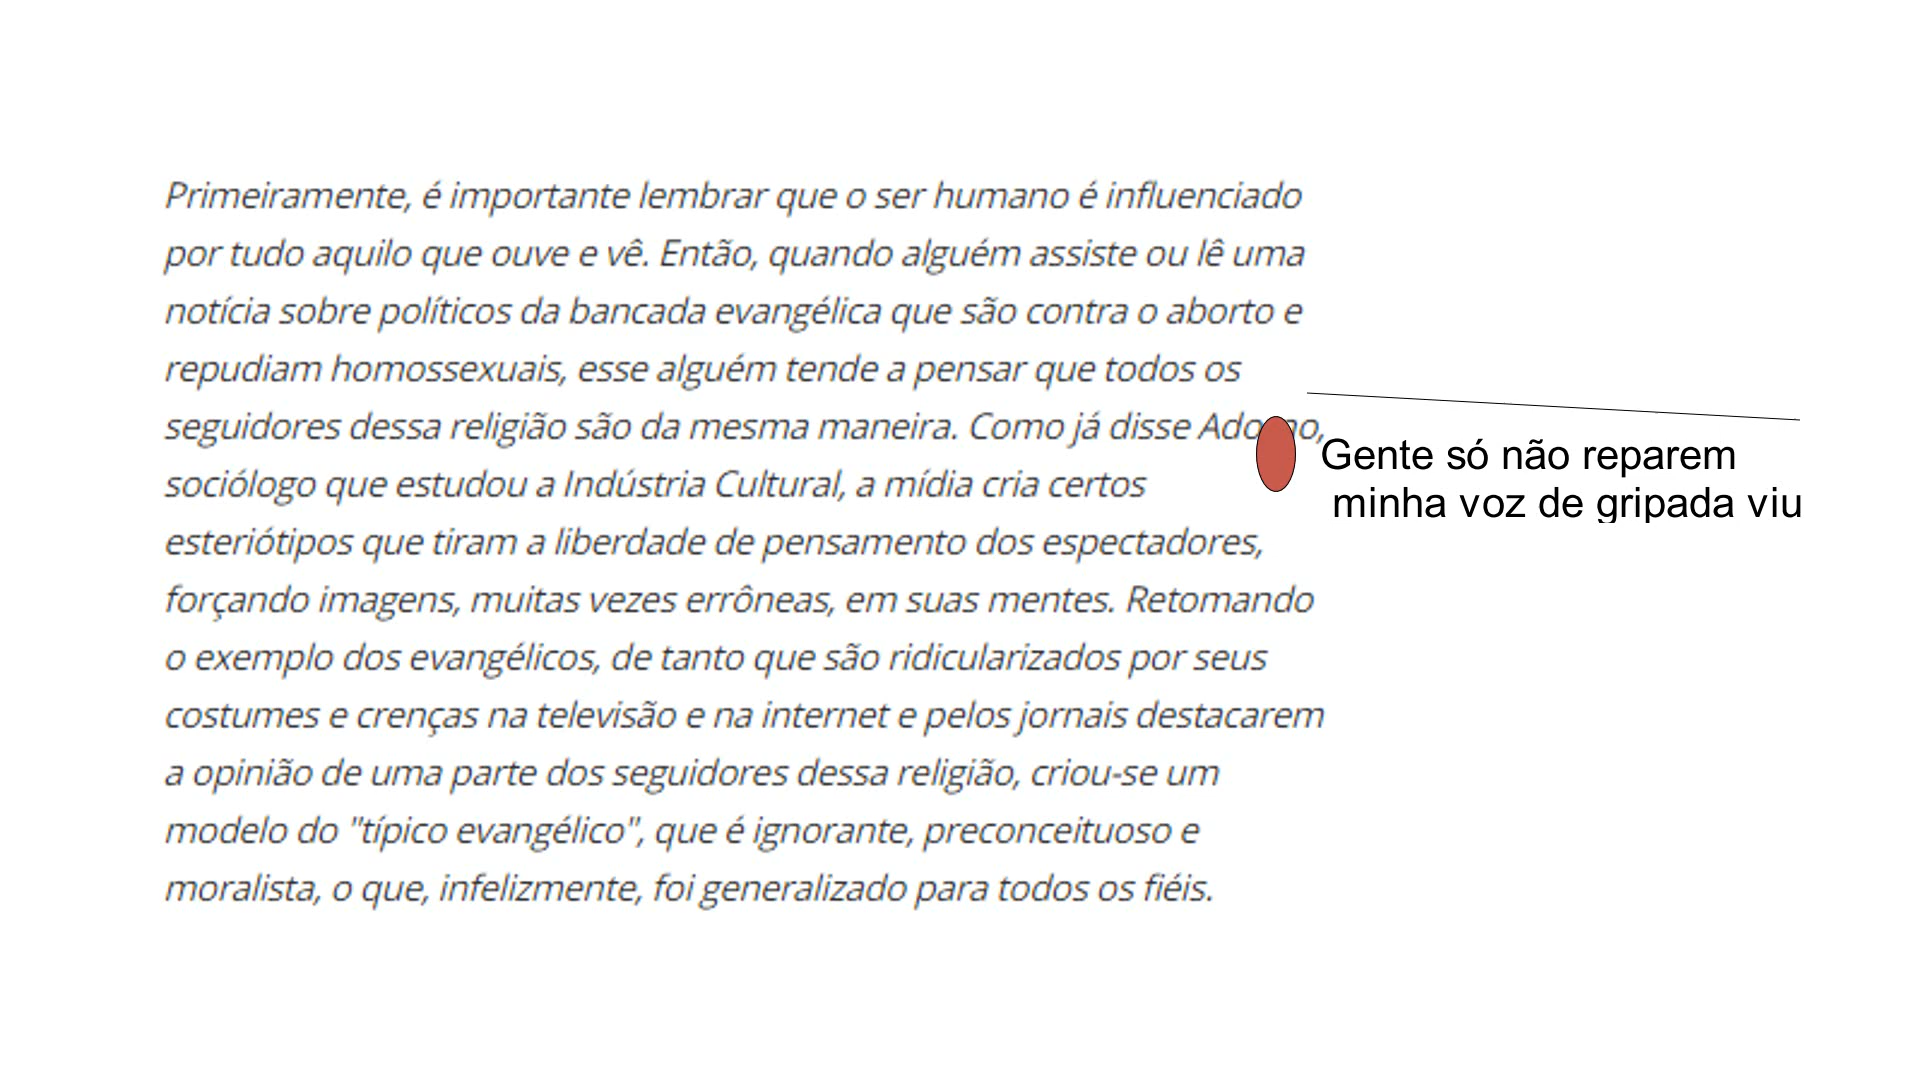 Primeiramente, é importante lembrar que o ser humano é influenciado
por tudo aquilo que ouve e vê. Então, quando alguém assiste ou lê uma
notícia sobre políticos da bancada evangélica que são contra o aborto e
repudiam homossexuais, esse alguém tende a pensar que todos os
seguidores dessa religião são da mesma maneira. Como já disse
sociólogo que estudou a Indústria Cultural, a mídia cria certos
esteriótipos que tiram a liberdade de pensamento dos espectadores,
forçando imagens, muitas vezes errôneas, em suas mentes. Retomando
o exemplo dos evangélicos, de tanto que são ridicularizados por seus
costumes e crenças na televisão e na internet e pelos jornais destacarem
a opinião de uma parte dos seguidores dessa religião, criou-se um
modelo do "típico evangélico", que é ignorante, preconceituoso e
moralista, o que, infelizmente, foi generalizado para todos os fiéis.
Gente só não reparem
minha voz de gripada viu